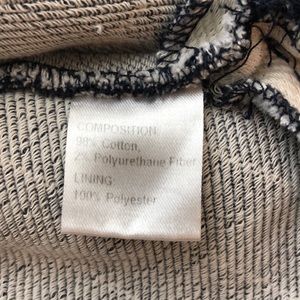 COMPOSITION
98% Cotton,
2% Polyurethane Fiber
LINING
100% Polyester